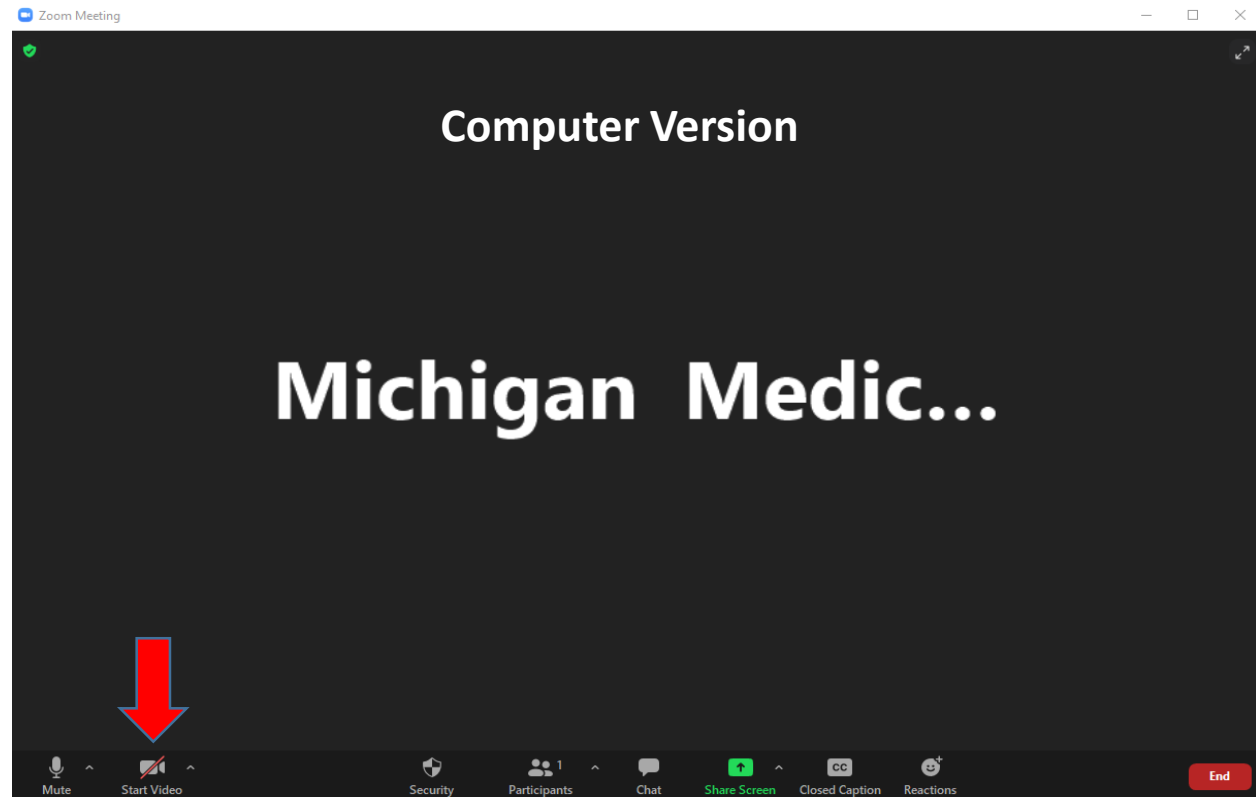 Zoom Meeting
Computer Version
Michigan Medic...
1
Mute Start Video Security Participants Chat Share Screen CC Closed Caption Reactions End